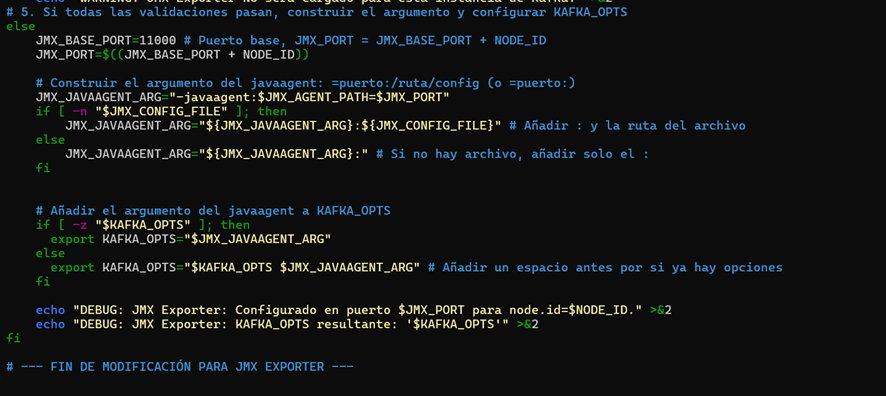 echo "WARNING: JMX Exporter NO será cargado para esta instancia de Kafka." >&2
# 5. Si todas las validaciones pasan, construir el argumento y configurar KAFKA_OPTS
else
    JMX_BASE_PORT=11000 # Puerto base, JMX_PORT = JMX_BASE_PORT + NODE_ID
    JMX_PORT=$((JMX_BASE_PORT + NODE_ID))
    # Construir el argumento del javaagent: =puerto:/ruta/config (o =puerto:)
    JMX_JAVAAGENT_ARG="-javaagent:$JMX_AGENT_PATH=$JMX_PORT"
    if [ -n "$JMX_CONFIG_FILE" ]; then
        JMX_JAVAAGENT_ARG="${JMX_JAVAAGENT_ARG}:${JMX_CONFIG_FILE}" # Añadir : y la ruta del archivo
    else
        JMX_JAVAAGENT_ARG="${JMX_JAVAAGENT_ARG}:" # Si no hay archivo, añadir solo el :
    fi
    # Añadir el argumento del javaagent a KAFKA_OPTS
    if [ -z "$KAFKA_OPTS" ]; then
      export KAFKA_OPTS="$JMX_JAVAAGENT_ARG"
    else
      export KAFKA_OPTS="$KAFKA_OPTS $JMX_JAVAAGENT_ARG" # Añadir un espacio antes por si ya hay opciones
    fi
    echo "DEBUG: JMX Exporter: Configurado en puerto $JMX_PORT para node.id=$NODE_ID." >&2
    echo "DEBUG: JMX Exporter: KAFKA_OPTS resultante: '$KAFKA_OPTS'" >&2
fi
# --- FIN DE MODIFICACIÓN PARA JMX EXPORTER ---